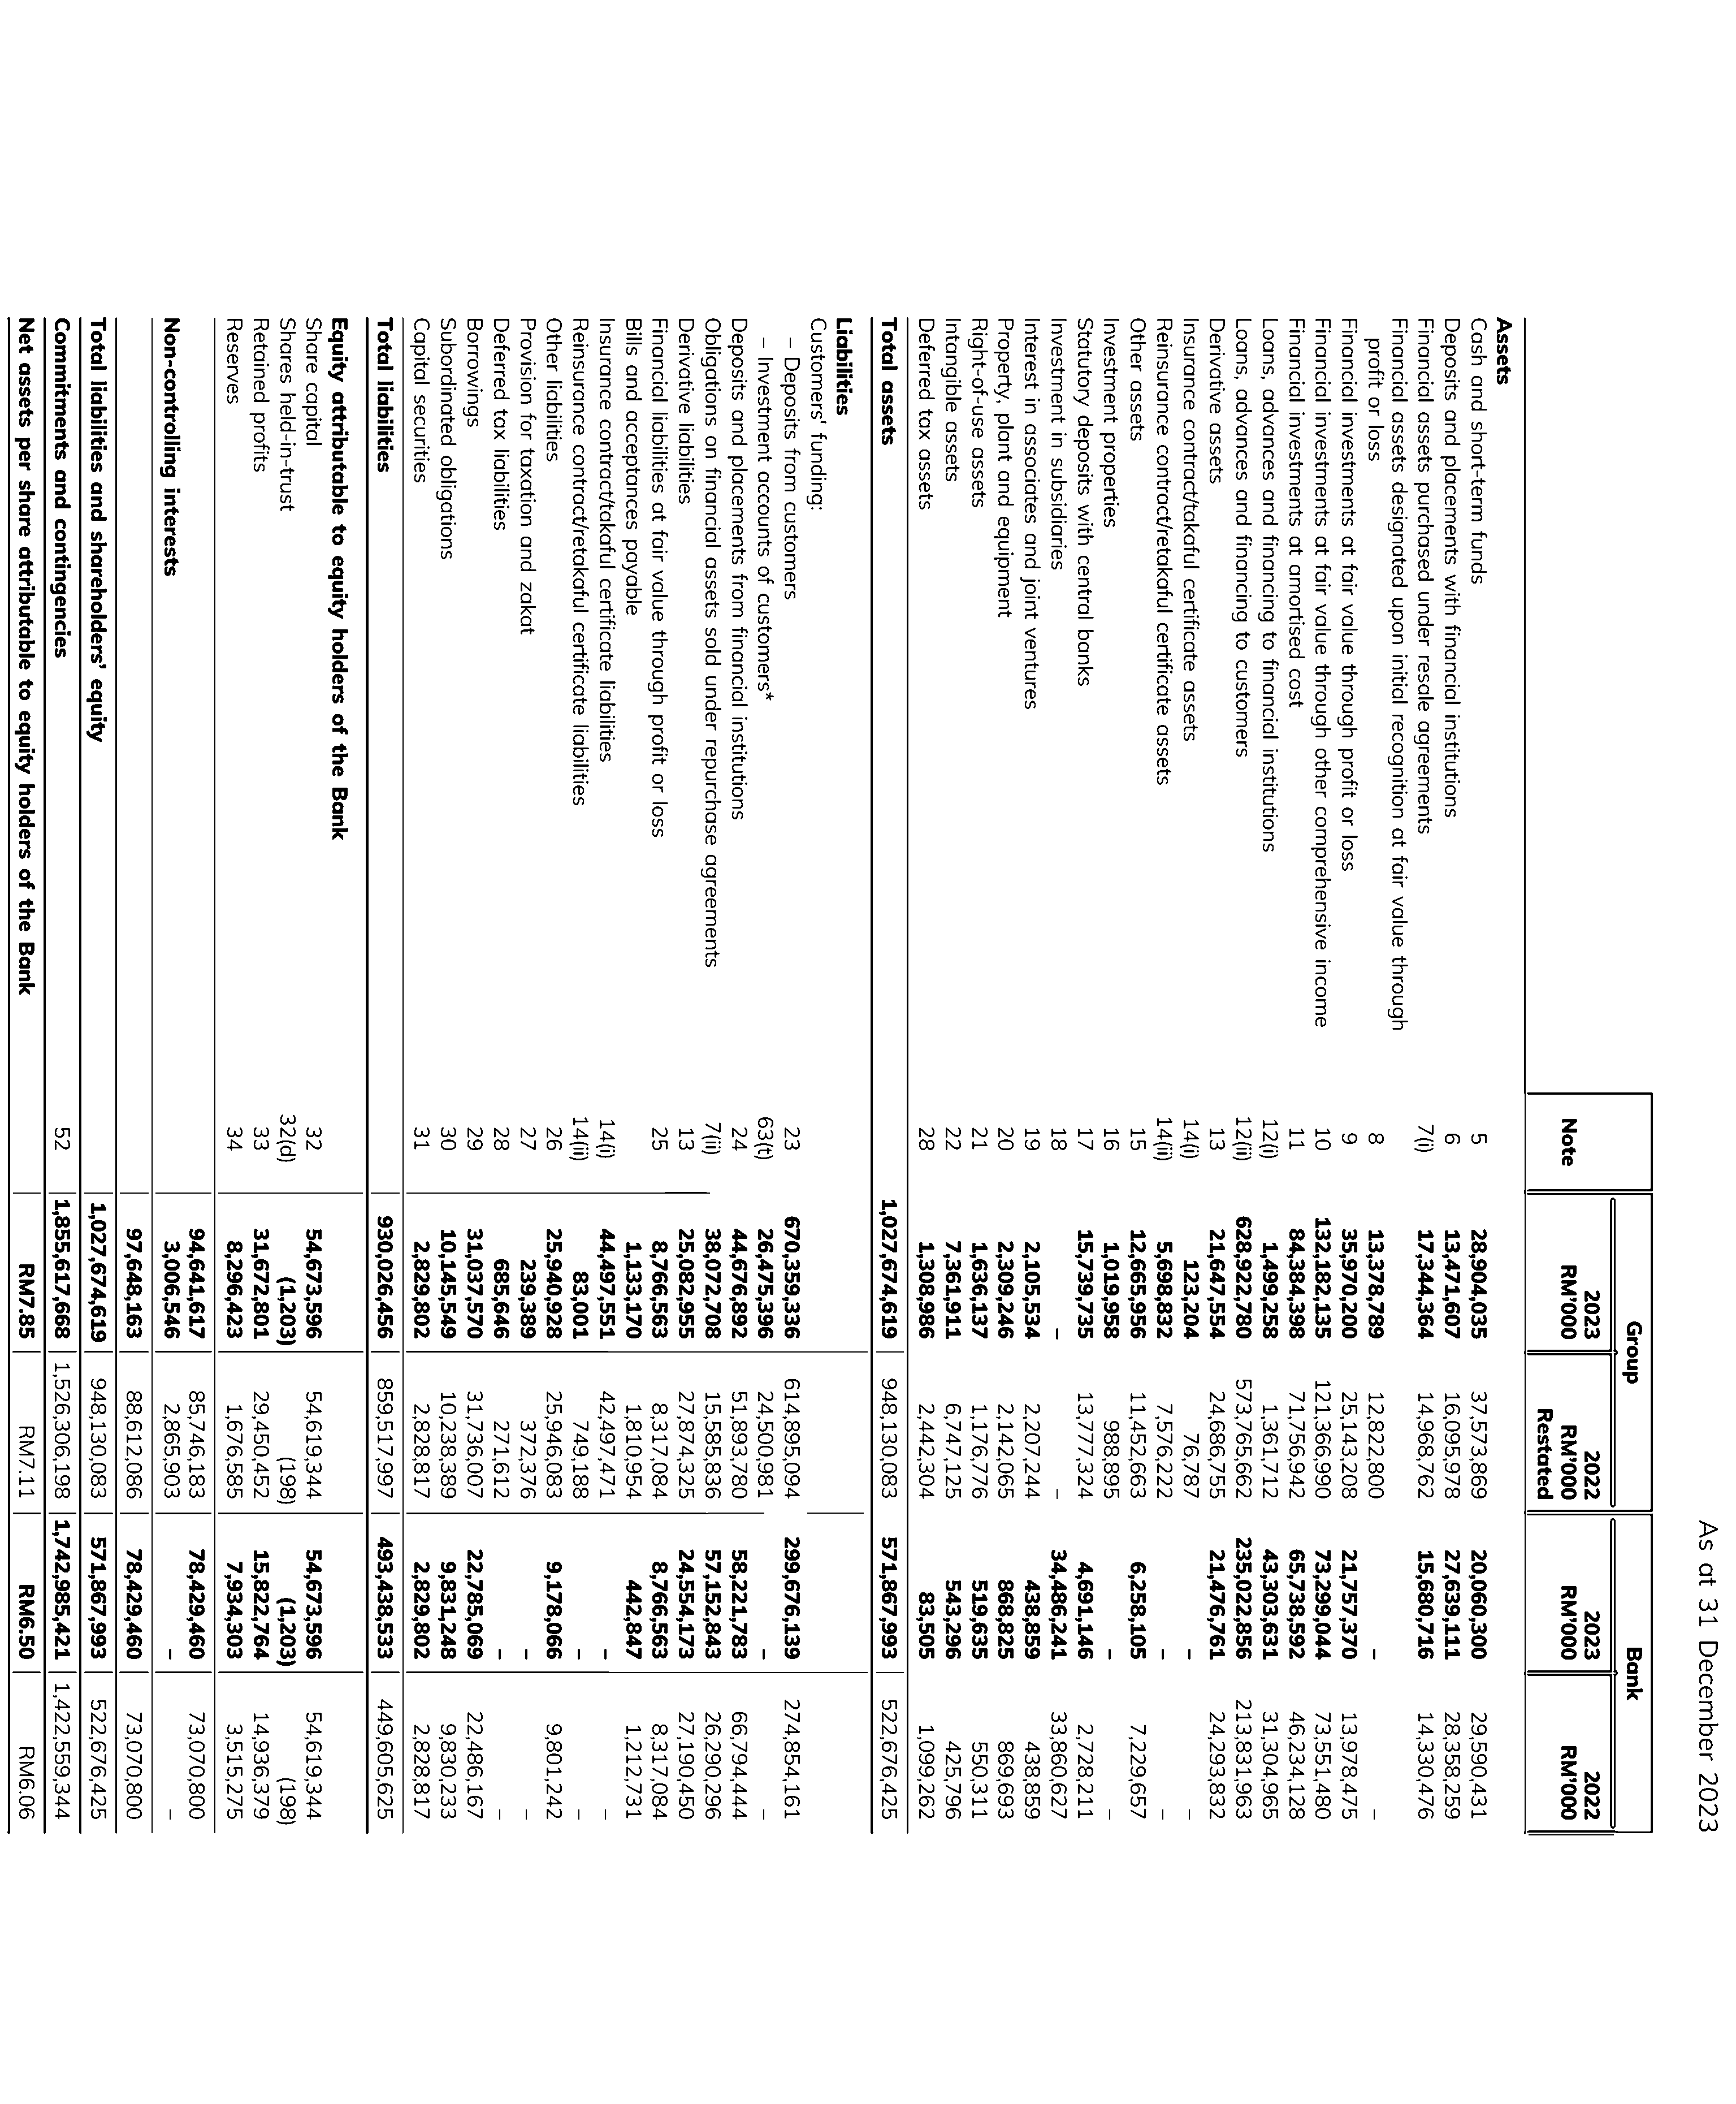 As at 31 December 2023
Group Bank
Note 2023 RM'000 2022 RM'000 Restated 2023 RM'000 2022 RM'000
Assets
Cash and short-term funds 5 28,904,035 37,573,869 20,060,300 29,590,431
Deposits and placements with financial institutions 6 13,471,607 16,095,978 27,639,111 28,358,259
Financial assets purchased under resale agreements 7(i) 17,344,364 14,968,762 15,680,716 14,330,476
Financial assets designated upon initial recognition at fair value through
profit or loss 8 13,378,789 12,822,800 – –
Financial investments at fair value through profit or loss 9 35,970,200 25,143,208 21,757,370 13,978,475
Financial investments at fair value through other comprehensive income 10 132,182,135 121,366,990 73,299,044 73,551,480
Financial investments at amortised cost 11 84,384,398 71,756,942 65,738,592 46,234,128
Loans, advances and financing to financial institutions 12(i) 1,499,258 1,361,712 43,303,631 31,304,965
Loans, advances and financing to customers 12(ii) 628,922,780 573,765,662 235,022,856 213,831,963
Derivative assets 13 21,647,554 24,686,755 21,476,761 24,293,832
Insurance contract/takaful certificate assets 14(i) 123,204 76,787 – –
Reinsurance contract/retakaful certificate assets 14(ii) 5,698,832 7,576,222 – –
Other assets 15 12,665,956 11,452,663 6,258,105 7,229,657
Investment properties 16 1,019,958 988,895 – –
Statutory deposits with central banks 17 15,739,735 13,777,324 4,691,146 2,728,211
Investment in subsidiaries 18 – – 34,486,241 33,860,627
Interest in associates and joint ventures 19 2,105,534 2,207,244 438,859 438,859
Property, plant and equipment 20 2,309,246 2,142,065 868,825 869,693
Right-of-use assets 21 1,636,137 1,176,776 519,635 550,311
Intangible assets 22 7,361,911 6,747,125 543,296 425,796
Deferred tax assets 28 1,308,986 2,442,304 83,505 1,099,262
Total assets 1,027,674,619 948,130,083 571,867,993 522,676,425
Liabilities
Customers' funding:
– Deposits from customers 23 670,359,336 614,895,094 299,676,139 274,854,161
– Investment accounts of customers* 63(t) 26,475,396 24,500,981 – –
Deposits and placements from financial institutions 24 44,676,892 51,893,780 58,221,783 66,794,444
Obligations on financial assets sold under repurchase agreements 7(ii) 38,072,708 15,585,836 57,152,843 26,290,296
Derivative liabilities 13 25,082,955 27,874,325 24,554,173 27,190,450
Financial liabilities at fair value through profit or loss 25 8,766,563 8,317,084 8,766,563 8,317,084
Bills and acceptances payable 1,133,170 1,810,954 442,847 1,212,731
Insurance contract/takaful certificate liabilities 14(i) 44,497,551 42,497,471 – –
Reinsurance contract/retakaful certificate liabilities 14(ii) 83,001 749,188 – –
Other liabilities 26 25,940,928 25,946,083 9,178,066 9,801,242
Provision for taxation and zakat 27 239,389 372,376 – –
Deferred tax liabilities 28 685,646 271,612 – –
Borrowings 29 31,037,570 31,736,007 22,785,069 22,486,167
Subordinated obligations 30 10,145,549 10,238,389 9,831,248 9,830,233
Capital securities 31 2,829,802 2,828,817 2,829,802 2,828,817
Total liabilities 930,026,456 859,517,997 493,438,533 449,605,625
Equity attributable to equity holders of the Bank
Share capital 32 54,673,596 54,619,344 54,673,596 54,619,344
Shares held-in-trust 32(d) (1,203) (198) (1,203) (198)
Retained profits 33 31,672,801 29,450,452 15,822,764 14,936,379
Reserves 34 8,296,423 1,676,585 7,934,303 3,515,275
94,641,617 85,746,183 78,429,460 73,070,800
Non-controlling interests 3,006,546 2,865,903 – –
97,648,163 88,612,086 78,429,460 73,070,800
Total liabilities and shareholders' equity 1,027,674,619 948,130,083 571,867,993 522,676,425
Commitments and contingencies 52 1,855,617,668 1,526,306,198 1,742,985,421 1,422,559,344
Net assets per share attributable to equity holders of the Bank RM7.85 RM7.11 RM6.50 RM6.06